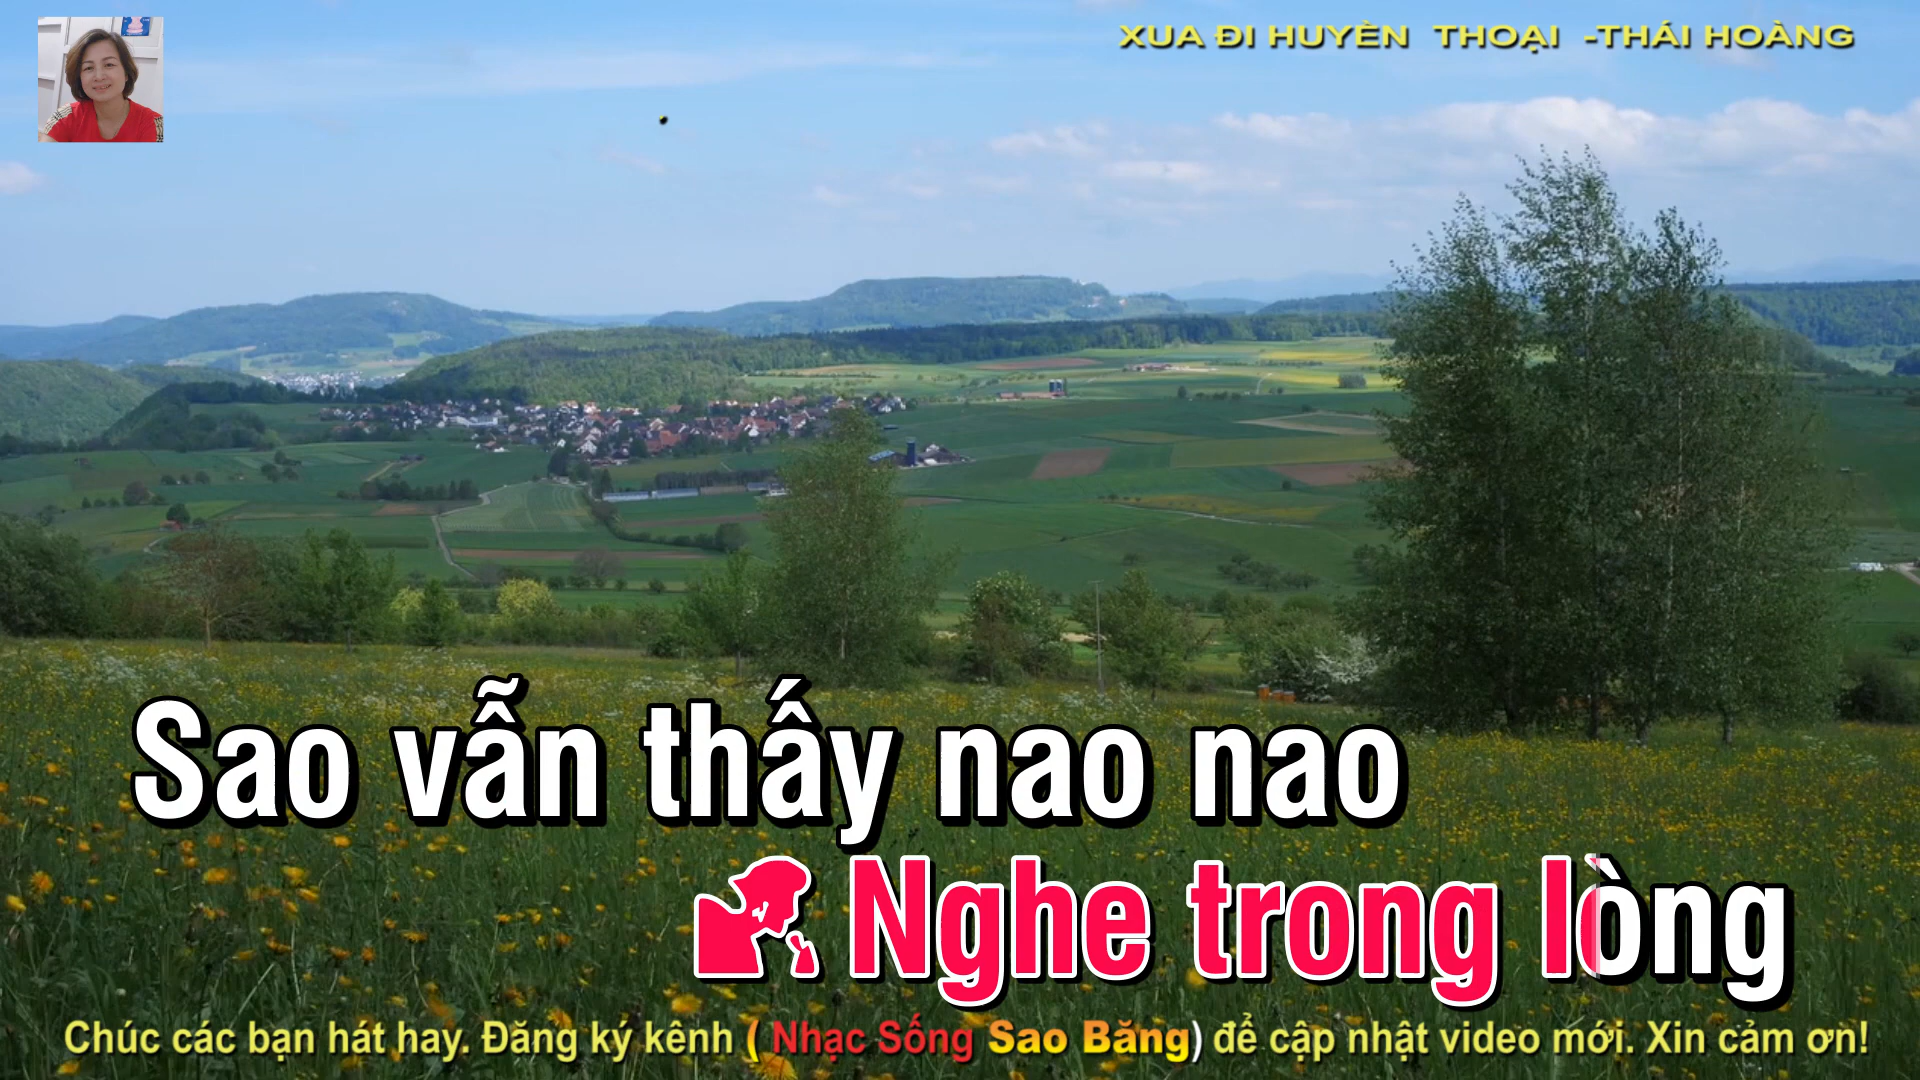 XUA ĐI HUYỀN THOẠI -THÁI HOÀNG
Sao vẫn thấy nao nao
Nghe trong lòng
Chúc các bạn hát hay. Đăng ký kênh ( Nhạc Sống Sao Băng) để cập nhật video mới. Xin cảm ơn!